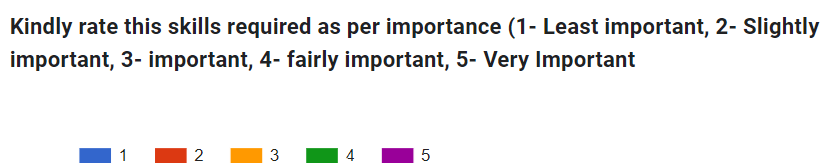 Kindly rate this skills required as per importance (1- Least important, 2- Slightly
important, 3- important, 4- fairly important, 5- Very Important
1 2 3 4 5